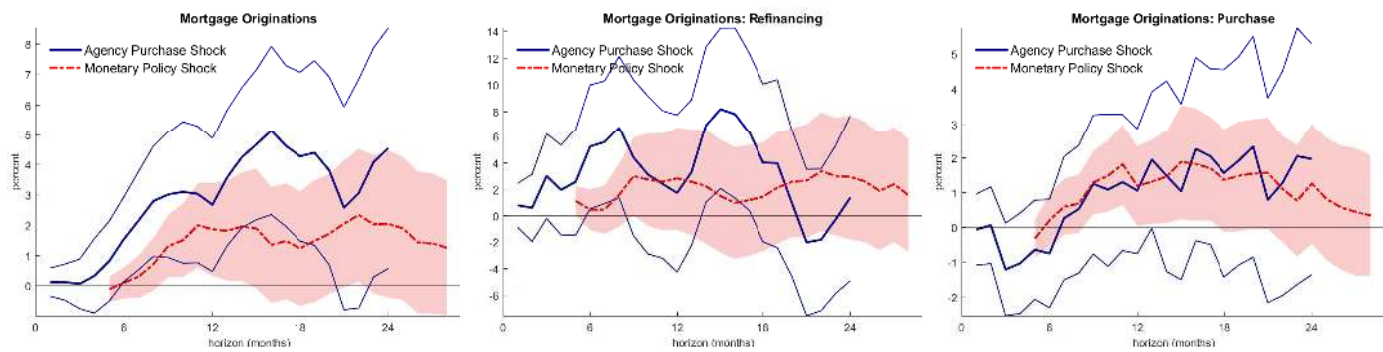 Mortgage Originations
Agency Purchase Shock
Monetary Policy Shock
percent
8
7
6
5
4
3
2
1
0
0
6
12
18
24
horizon (months)
Mortgage Originations: Refinancing
Agency Purchase Shock
Monetary Policy Shock
percent
14
12
10
8
6
4
2
0
-2
-4
-6
0
6
12
18
24
horizon (months)
Mortgage Originations: Purchase
Agency Purchase Shock
Monetary Policy Shock
percent
5
4
3
2
1
0
-1
-2
0
6
12
18
24
horizon (months)